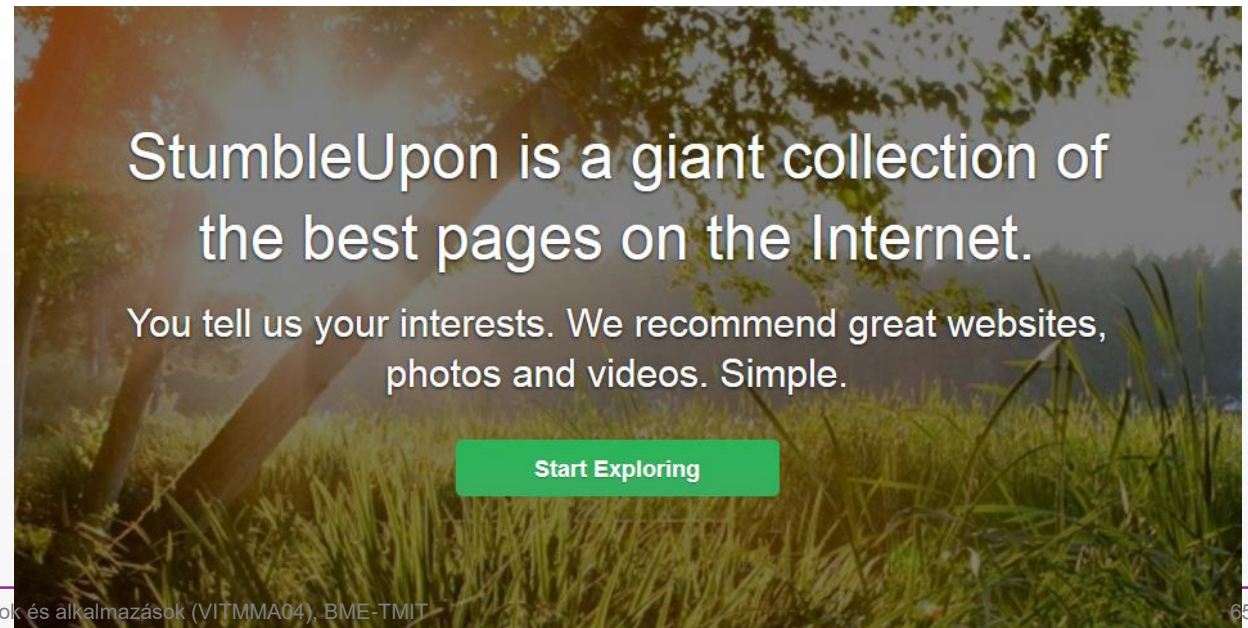 StumbleUpon is a giant collection of
the best pages on the Internet.
You tell us your interests. We recommend great websites,
photos and videos. Simple.
Start Exploring
és alkalmazások (VITMMA04), BME-TMIT
65